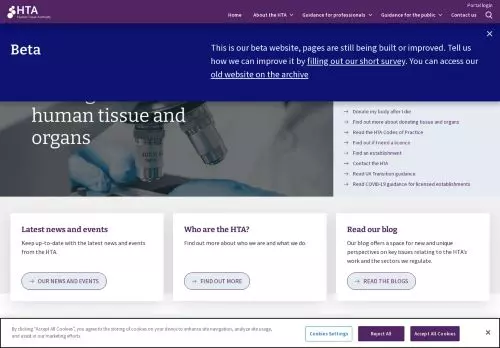 Portal login
HTA
Human Tissue Authority
Home
About the HTA
Guidance for professionals
Guidance for the public
Contact us
Beta
This is our beta website, pages are still being built or improved. Tell us
how we can improve it by filling out our short survey. You can access our
old website on the archive
human tissue and
organs
Donate my body after I die
Find out more about donating tissue and organs
Read the HTA Codes of Practice
Find out if I need a licence
Find an establishment
Contact the HTA
Read UK Transition guidance
Read COVID-19 guidance for licensed establishments
Latest news and events
Keep up-to-date with the latest news and events
from the HTA.
OUR NEWS AND EVENTS
Who are the HTA?
Find out more about who we are and what we do
FIND OUT MORE
Read our blog
Our blog offers a space for new and unique
perspectives on key issues relating to the HTA's
work and the sectors we regulate.
READ THE BLOGS
By clicking "Accept All Cookies", you agree to the storing of cookies on your device to enhance site navigation, analyze site usage,
and assist in our marketing efforts.
Cookies Settings
Reject All
Accept All Cookies